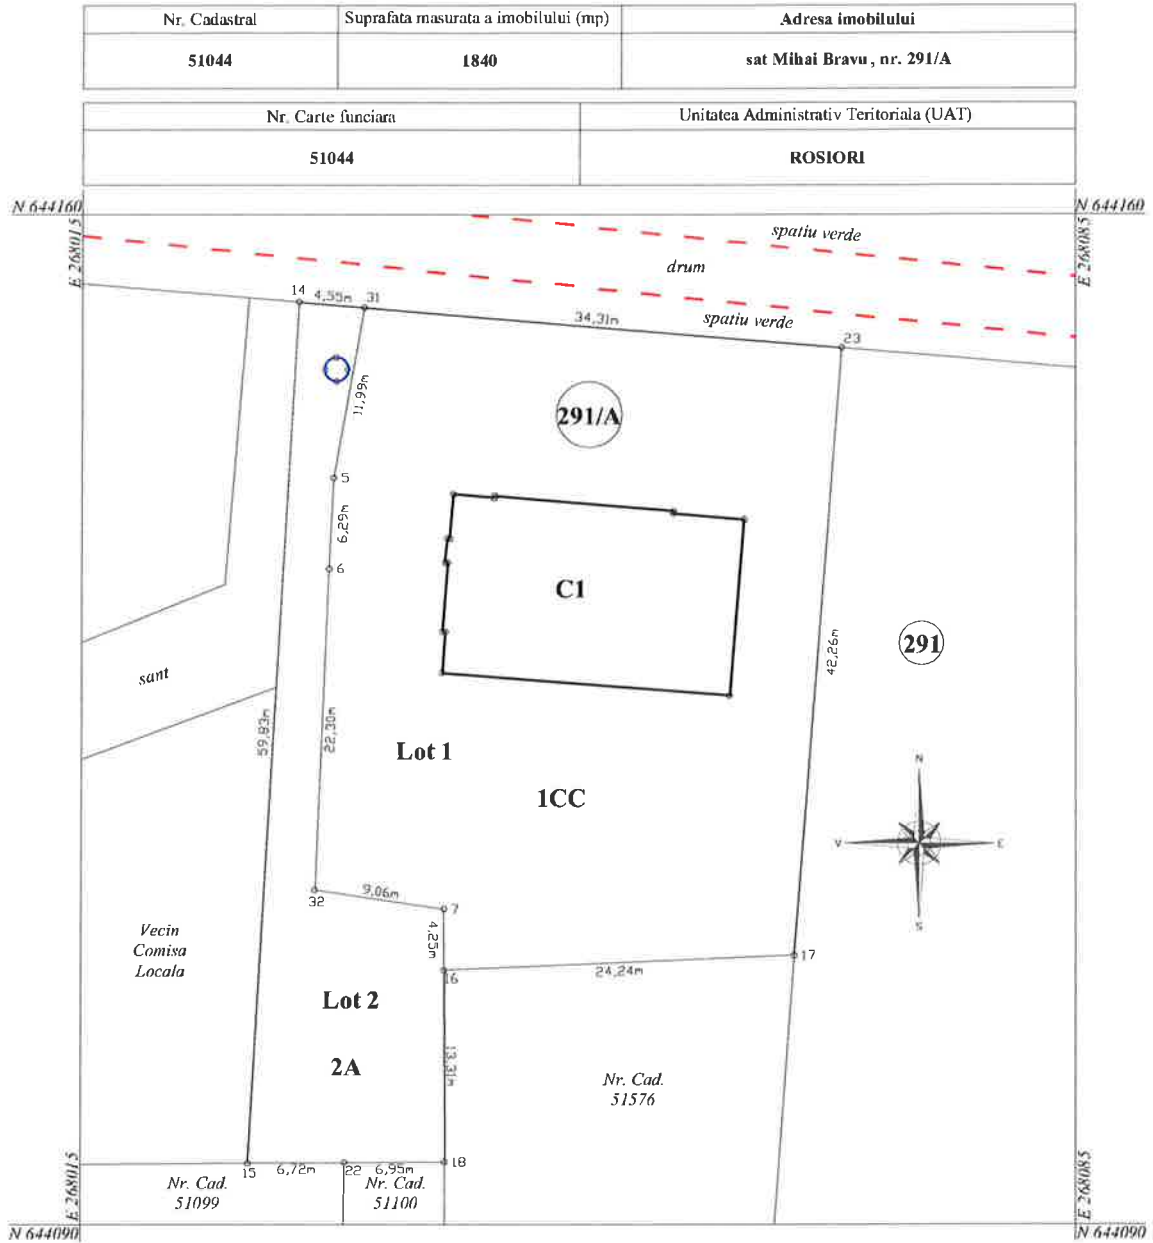 Nr. Cadastral
Suprafata masurata a imobilului (mp)
Adresa imobilului
51044
1840
sat Mihai Bravu, nr. 291/A
Nr. Carte funciara
Unitatea Administrativ Teritoriala (UAT)
51044
ROSIORI
N 644160
N 644160
E 268015
E 268085
spatiu verde
drum
spatiu verde
14
4,55m
31
34,31m
23
11,99m
291/A
5
6,29m
6
C1
42,26m
291
sant
59,83m
22,30m
Lot 1
1CC
N
V
E
S
32
9,06m
7
4,25m
16
24,24m
17
Vecin
Comisa
Locala
Lot 2
2A
13,31m
Nr. Cad.
51576
15
6,72m
22
6,95m
18
Nr. Cad.
51099
Nr. Cad.
51100
E 268015
E 268085
N 644090
N 644090